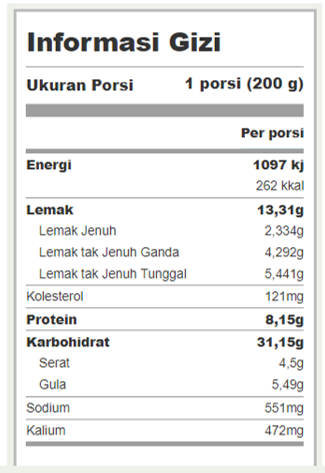 Informasi Gizi
Ukuran Porsi 1 porsi (200 g)
Per porsi
Energi 1097 kj
262 kkal
Lemak 13,31g
Lemak Jenuh 2,334g
Lemak tak Jenuh Ganda 4,292g
Lemak tak Jenuh Tunggal 5,441g
Kolesterol 121mg
Protein 8,15g
Karbohidrat 31,15g
Serat 4,5g
Gula 5,49g
Sodium 551mg
Kalium 472mg